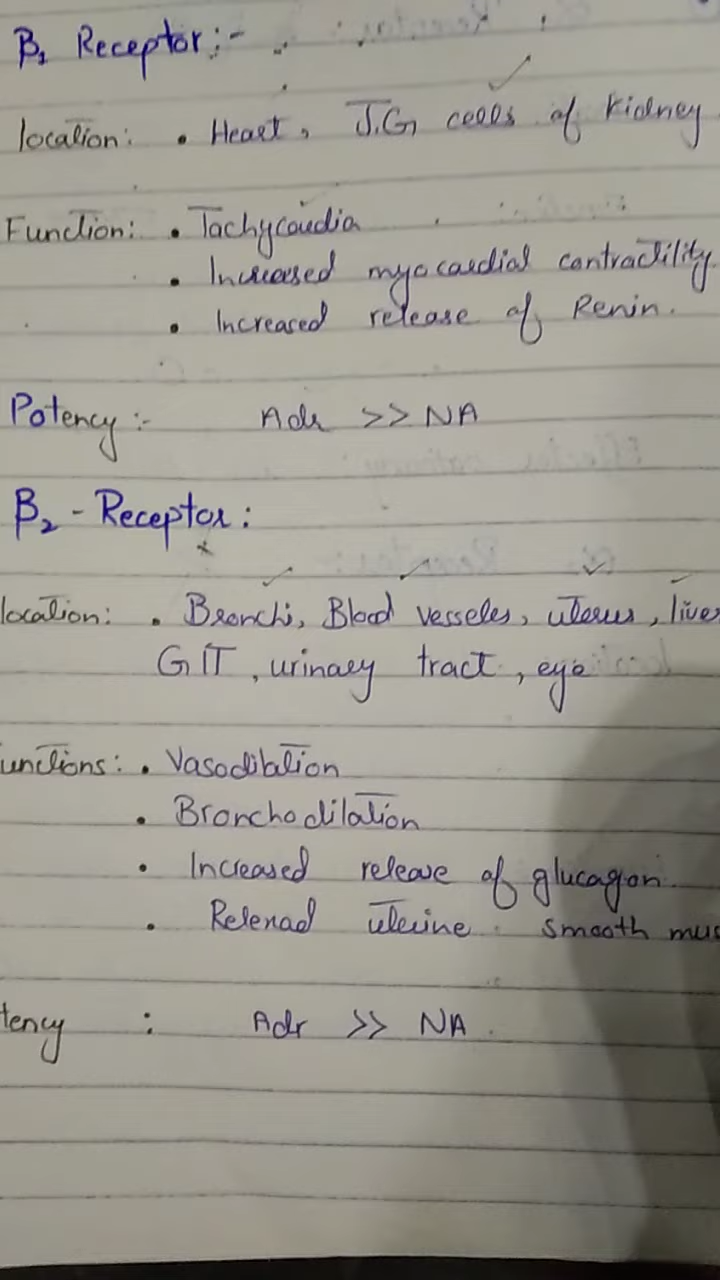 β₁ Receptor:-
location: • Heart, J.G cells of kidney
Function: • Tachycardia
• Increased myocardial contractility
• Increased release of Renin.
Potency:- Adr >> NA
β₂ - Receptor:
location: • Bronchi, Blood vesseles, uterus, live
GIT, urinary tract, eye
unctions: • Vasodilation
• Bronchodilation
• Increased release of glucagon
• uterine smooth mus
tency : Adr >> NA.